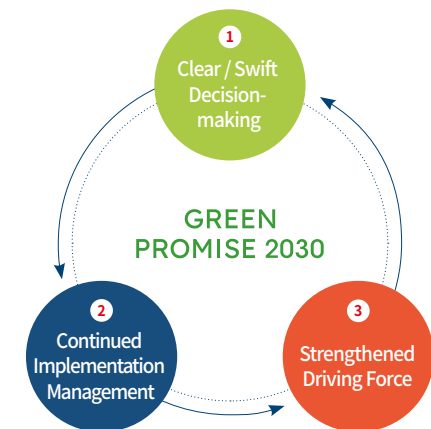 1
Clear / Swift
Decision-
making
GREEN
PROMISE 2030
2
Continued
Implementation
Management
3
Strengthened
Driving Force